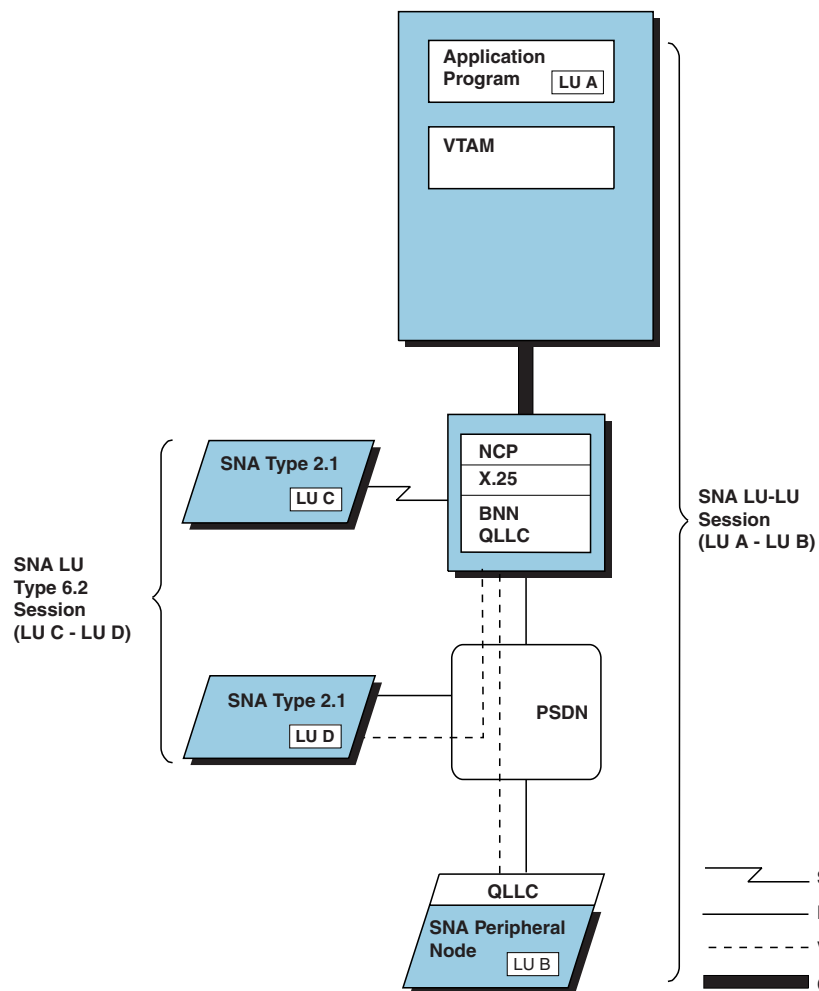 Application
Program
LU A
VTAM
NCP
X.25
BNN
QLLC
SNA Type 2.1
LU C
SNA LU-LU
Session
(LU A - LU B)
SNA LU
Type 6.2
Session
(LU C - LU D)
SNA Type 2.1
LU D
PSDN
QLLC
SNA Peripheral
Node
LU B